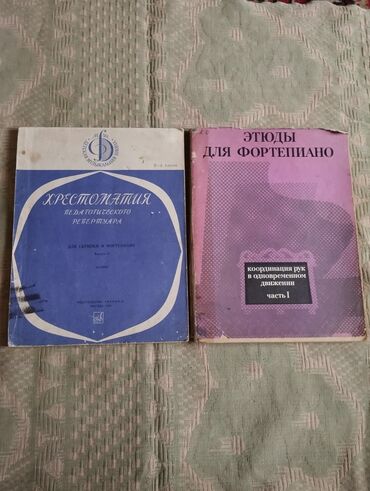 ХРЕСТОМАТИЯ
ПЕДАГОГИЧЕСКОГО
РЕПЕРТУАРА
ДЛЯ СКРИПКИ И ФОРТЕПИАНО
ЭТЮДЫ
ДЛЯ ФОРТЕПИАНО
КООРДИНАЦИЯ РУК
В ОДНОВРЕМЕННОМ
ДВИЖЕНИИ
ЧАСТЬ I